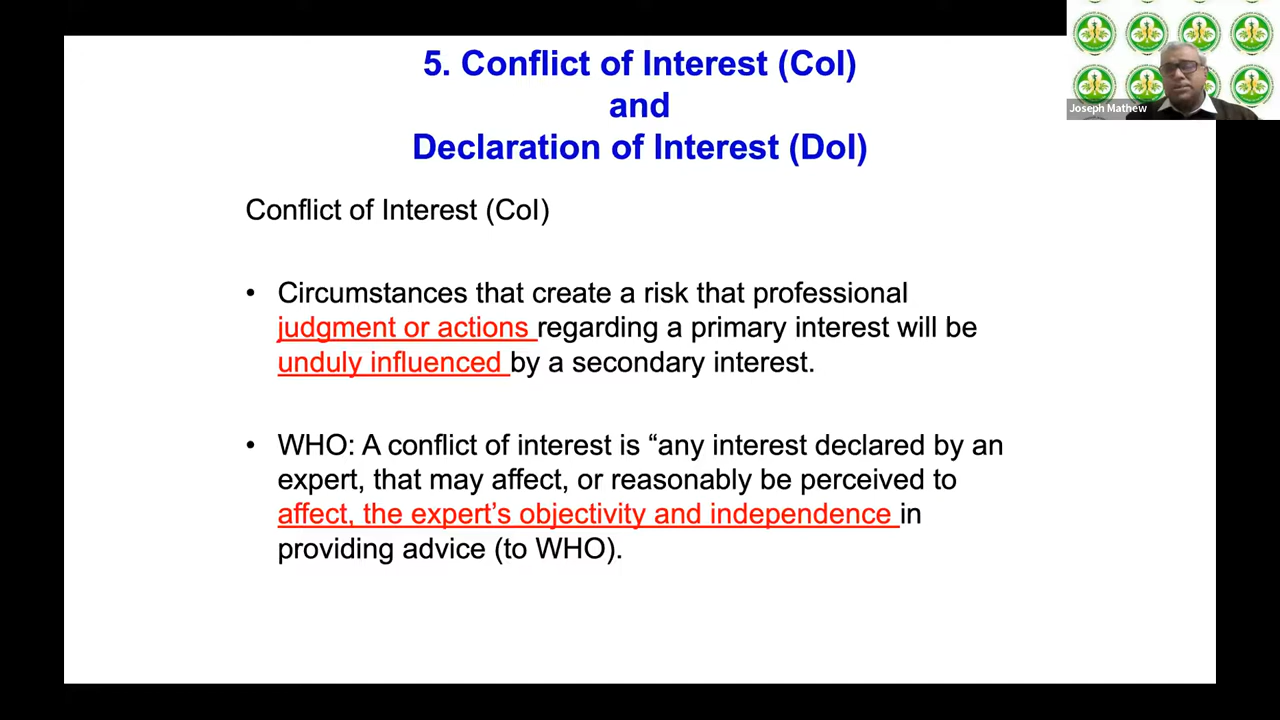 5. Conflict of Interest (CoI)
and
Declaration of Interest (DoI)
Joseph Mathew
Conflict of Interest (CoI)
• Circumstances that create a risk that professional
judgment or actions regarding a primary interest will be
unduly influenced by a secondary interest.
• WHO: A conflict of interest is “any interest declared by an
expert, that may affect, or reasonably be perceived to
affect, the expert’s objectivity and independence in
providing advice (to WHO).